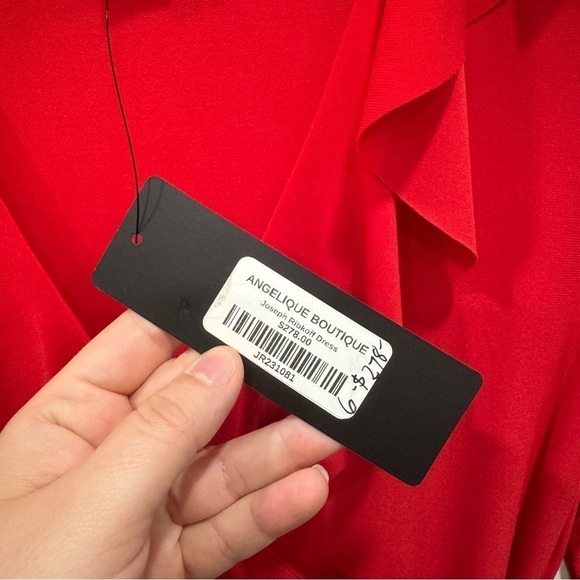 ANGELIQUE BOUTIQUE
Joseph Ribkoff Dress
$278.00
JR231081
6 $278-